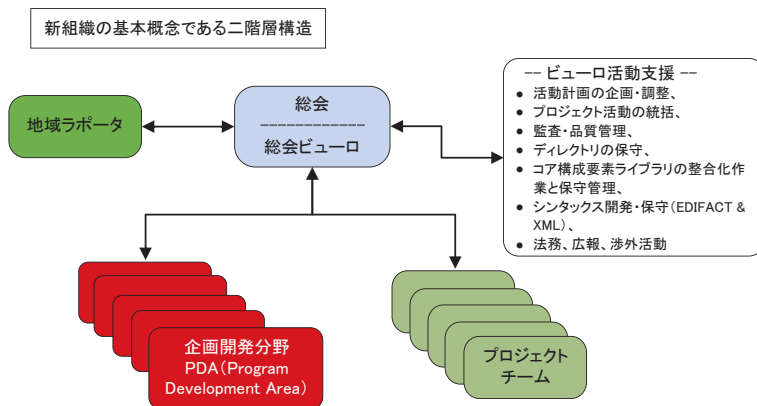 新組織の基本概念である二階層構造
地域ラポータ
総会
------------
総会ビューロ
-- ビューロ活動支援 --
● 活動計画の企画・調整、
● プロジェクト活動の統括、
● 監査・品質管理、
● ディレクトリの保守、
● コア構成要素ライブラリの整合化作
業と保守管理、
● シンタックス開発・保守(EDIFACT &
XML)、
● 法務、広報、渉外活動
企画開発分野
PDA(Program
Development Area)
プロジェクト
チーム